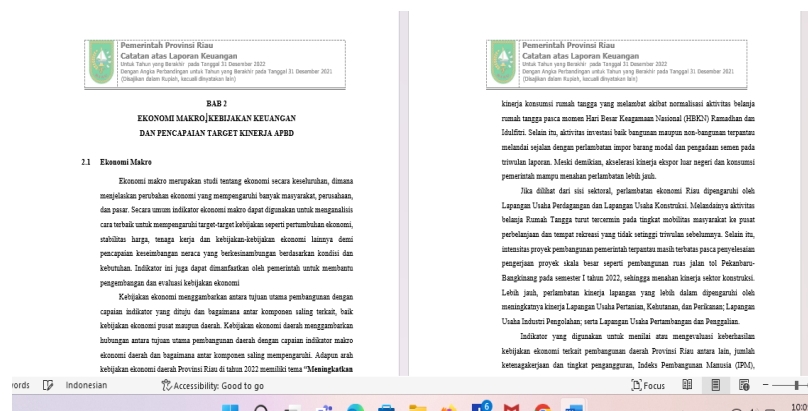 Pemerintah Provinsi Riau
Catatan atas Laporan Keuangan
Untuk Tahun yang Berakhir pada Tanggal 31 Desember 2022
Dengan Angka Perbandingan untuk Tahun yang Berakhir pada Tanggal 31 Desember 2021
(Disajikan dalam Rupiah, kecuali dinyatakan lain)
BAB 2
EKONOMI MAKRO,KEBIJAKAN KEUANGAN
DAN PENCAPAIAN TARGET KINERJA APBD
2.1 Ekonomi Makro
Ekonomi makro merupakan studi tentang ekonomi secara keseluruhan, dimana
menjelaskan perubahan ekonomi yang mempengaruhi banyak masyarakat, perusahaan,
dan pasar. Secara umum indikator ekonomi makro dapat digunakan untuk menganalisis
cara terbaik untuk mempengaruhi target-target kebijakan seperti pertumbuhan ekonomi,
stabilitas harga, tenaga kerja dan kebijakan-kebijakan ekonomi lainnya demi
pencapaian keseimbangan neraca yang berkesinambungan berdasarkan kondisi dan
kebutuhan. Indikator ini juga dapat dimanfaatkan oleh pemerintah untuk membantu
pengembangan dan evaluasi kebijakan ekonomi
Kebijakan ekonomi menggambarkan antara tujuan utama pembangunan dengan
capaian indikator yang dituju dan bagaimana antar komponen saling terkait, baik
kebijakan ekonomi pusat maupun daerah. Kebijakan ekonomi daerah menggambarkan
hubungan antara tujuan utama pembangunan daerah dengan capaian indikator makro
ekonomi daerah dan bagaimana antar komponen saling mempengaruhi. Adapun arah
kebijakan ekonomi daerah Provinsi Riau di tahun 2022 memiliki tema "Meningkatkan
Pemerintah Provinsi Riau
Catatan atas Laporan Keuangan
Untuk Tahun yang Berakhir pada Tanggal 31 Desember 2022
Dengan Angka Perbandingan untuk Tahun yang Berakhir pada Tanggal 31 Desember 2021
(Disajikan dalam Rupiah, kecuali dinyatakan lain)
kinerja konsumsi rumah tangga yang melambat akibat normalisasi aktivitas belanja
rumah tangga pasca momen Hari Besar Keagamaan Nasional (HBKN) Ramadhan dan
Idulfitri. Selain itu, aktivitas investasi baik bangunan maupun non-bangunan terpantau
melandai sejalan dengan perlambatan impor barang modal dan pengadaan semen pada
triwulan laporan. Meski demikian, akselerasi kinerja ekspor luar negeri dan konsumsi
pemerintah mampu menahan perlambatan lebih jauh.
Jika dilihat dari sisi sektoral, perlambatan ekonomi Riau dipengaruhi oleh
Lapangan Usaha Perdagangan dan Lapangan Usaha Konstruksi. Melandainya aktivitas
belanja Rumah Tangga turut tercermin pada tingkat mobilitas masyarakat ke pusat
perbelanjaan dan tempat rekreasi yang tidak setinggi triwulan sebelumnya. Selain itu,
intensitas proyek pembangunan pemerintah terpantau masih terbatas pasca penyelesaian
pengerjaan proyek skala besar seperti pembangunan ruas jalan tol Pekanbaru-
Bangkinang pada semester I tahun 2022, sehingga menahan kinerja sektor konstruksi.
Lebih jauh, perlambatan kinerja lapangan yang lebih dalam dipengaruhi oleh
meningkatnya kinerja Lapangan Usaha Pertanian, Kehutanan, dan Perikanan; Lapangan
Usaha Industri Pengolahan; serta Lapangan Usaha Pertambangan dan Penggalian.
Indikator yang digunakan untuk menilai atau mengevaluasi keberhasilan
kebijakan ekonomi terkait pembangunan daerah Provinsi Riau antara lain, jumlah
ketenagakerjaan dan tingkat pengangguran, Indeks Pembangunan Manusia (IPM),
words Indonesian Accessibility: Good to go Focus
10:0